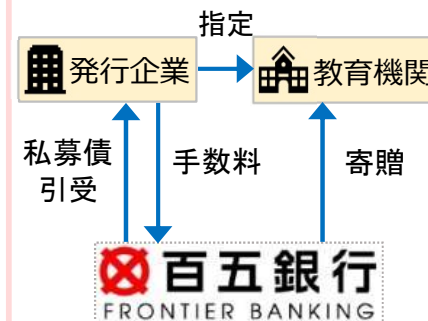 指定
発行企業
教育機関
私募債
引受
手数料
寄贈
百五銀行
FRONTIER BANKING